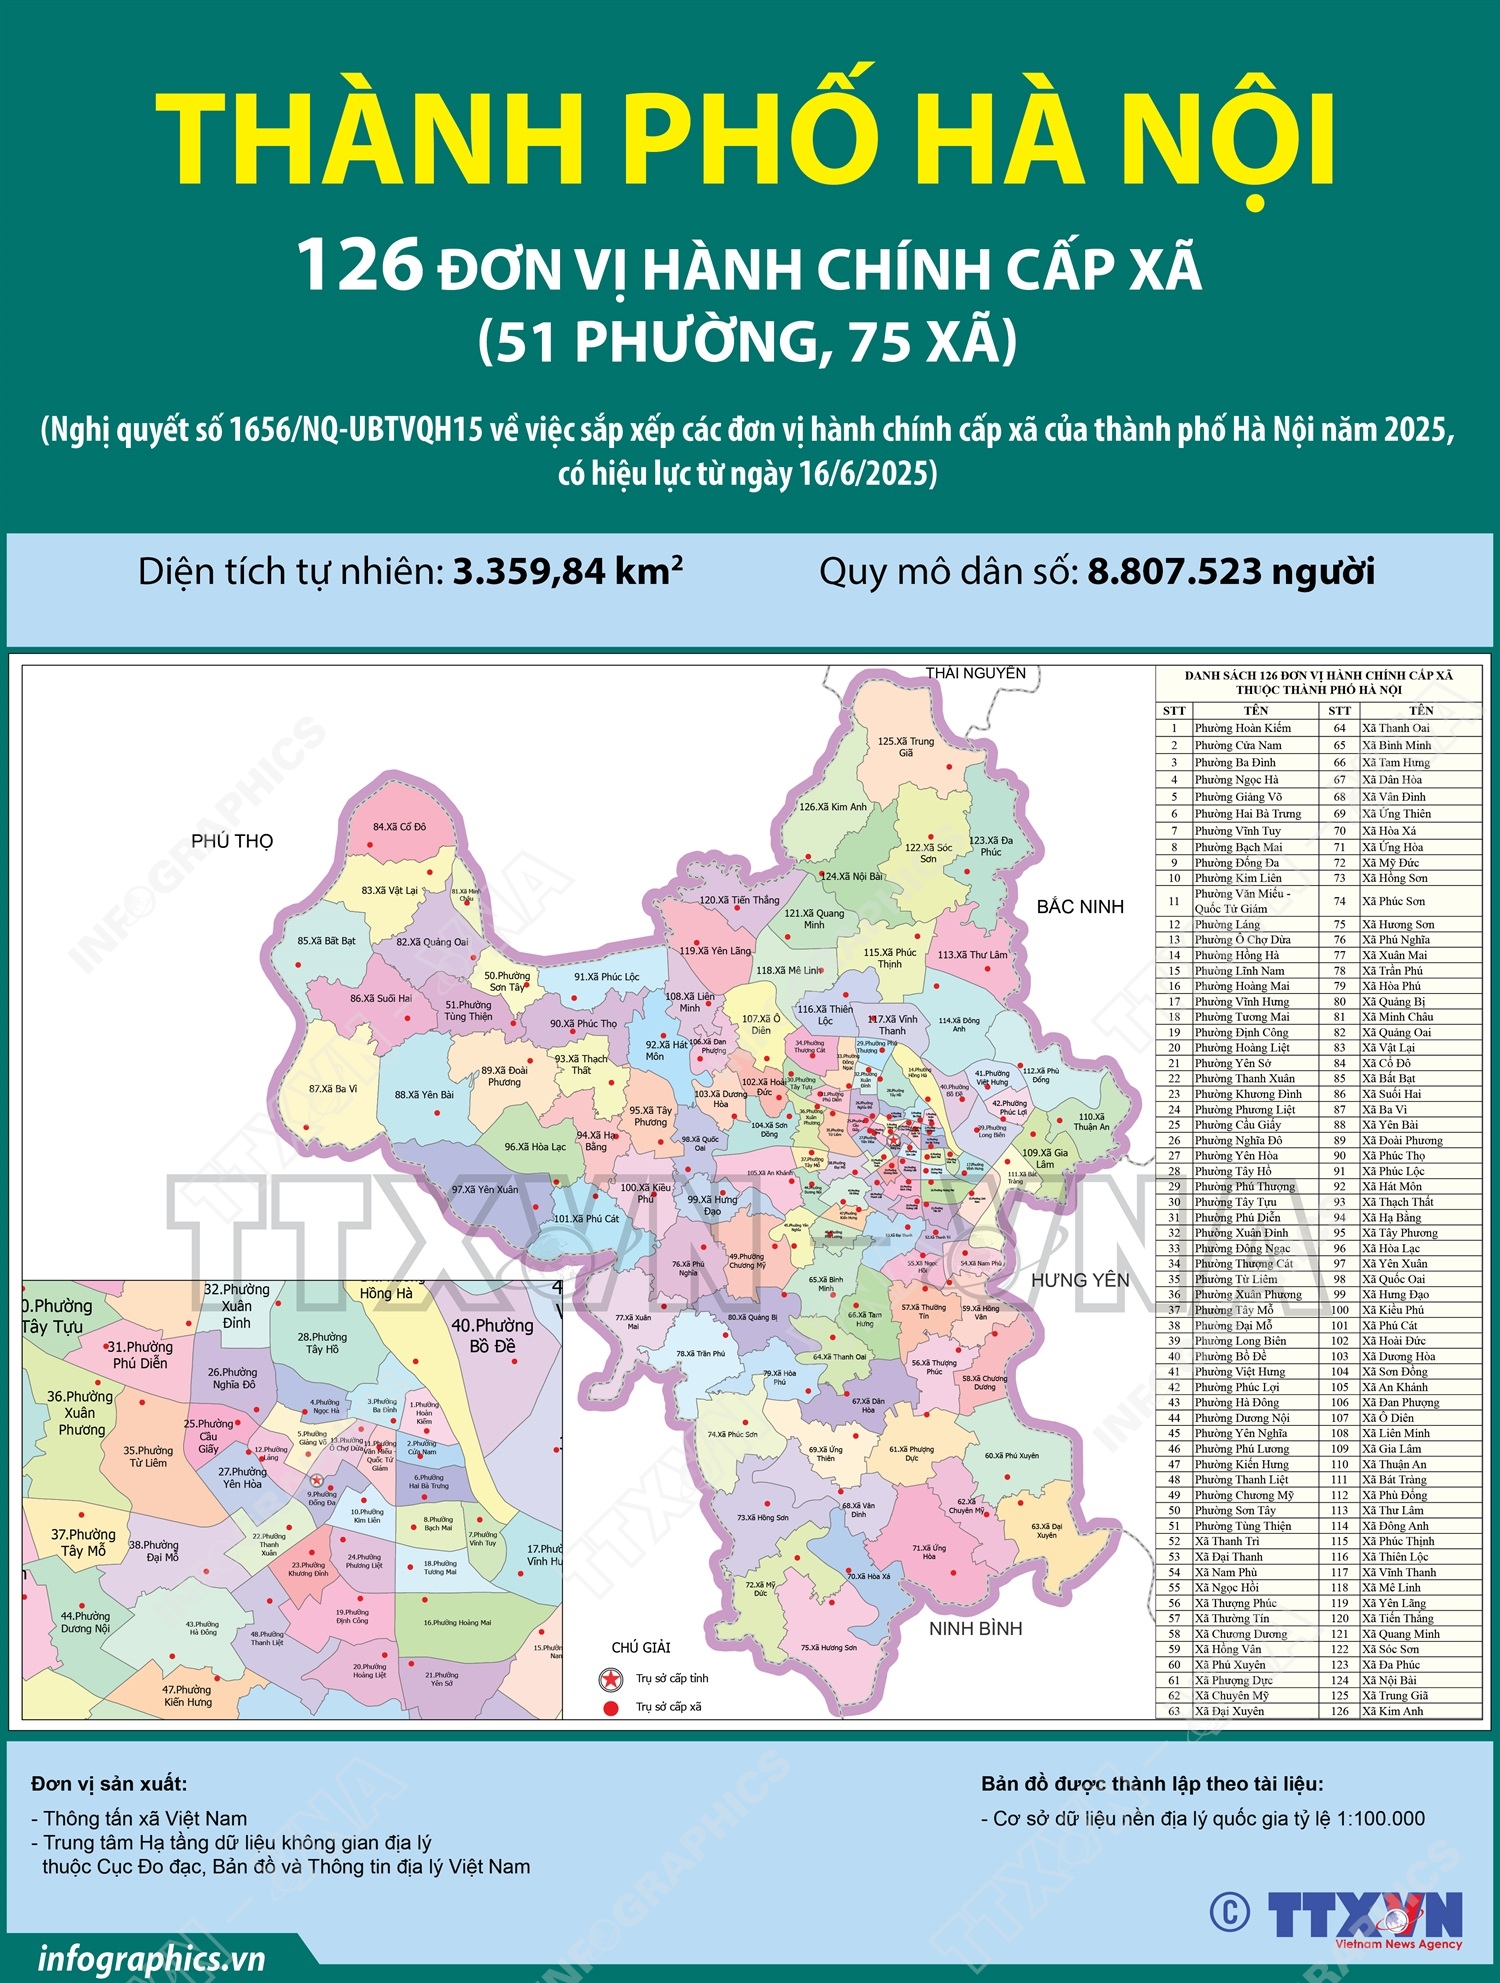 THÀNH PHỐ HÀ NỘI
126 ĐƠN VỊ HÀNH CHÍNH CẤP XÃ
(51 PHƯỜNG, 75 XÃ)
(Nghị quyết số 1656/NQ-UBTVQH15 về việc sắp xếp các đơn vị hành chính cấp xã của thành phố Hà Nội năm 2025,
có hiệu lực từ ngày 16/6/2025)
Diện tích tự nhiên: 3.359,84 km²
Quy mô dân số: 8.807.523 người
THÁI NGUYÊN
PHÚ THỌ
BẮC NINH
HƯNG YÊN
NINH BÌNH
125.Xã Trung
Giã
126.Xã Kim Anh
123.Xã Đa
Phúc
122.Xã Sóc
Sơn
124.Xã Nội Bài
84.Xã Cổ Đô
83.Xã Vật Lại
81.Xã Minh
Châu
85.Xã Bất Bạt
82.Xã Quảng Oai
120.Xã Tiến Thắng
121.Xã Quang
Minh
119.Xã Yên Lãng
115.Xã Phúc
Thịnh
113.Xã Thư Lâm
118.Xã Mê Linh
50.Phường
Sơn Tây
91.Xã Phúc Lộc
86.Xã Suối Hai
51.Phường
Tùng Thiện
108.Xã Liên
Minh
116.Xã Thiên
Lộc
117.Xã Vĩnh
Thanh
114.Xã Đông
Anh
107.Xã Ô
Diên
90.Xã Phúc Thọ
92.Xã Hát
Môn
106.Xã Đan
Phượng
87.Xã Ba Vì
88.Xã Yên Bài
89.Xã Đoài
Phương
93.Xã Thạch
Thất
102.Xã Hoài
Đức
103.Xã Dương
Hòa
95.Xã Tây
Phương
104.Xã Sơn
Đồng
94.Xã Hạ
Bằng
96.Xã Hòa Lạc
98.Xã Quốc
Oai
112.Xã Phù
Đổng
110.Xã
Thuận An
109.Xã Gia
Lâm
111.Xã Bát
Tràng
97.Xã Yên Xuân
101.Xã Phú Cát
100.Xã Kiều
Phú
99.Xã Hưng
Đạo
105.Xã An Khánh
34.Phường
Thượng Cát
29.Phường Phú
Thượng
14.Phường
Hồng Hà
40.Phường
Bồ Đề
41.Phường
Việt Hưng
42.Phường
Phúc Lợi
39.Phường
Long Biên
49.Phường
Chương Mỹ
76.Xã Phú
Nghĩa
77.Xã Xuân
Mai
80.Xã Quảng Bị
78.Xã Trần Phú
79.Xã Hòa
Phú
65.Xã Bình
Minh
66.Xã Tam
Hưng
64.Xã Thanh Oai
55.Xã Ngọc
Hồi
54.Xã Nam Phù
57.Xã Thường
Tín
59.Xã Hồng
Vân
56.Xã Thượng
Phúc
58.Xã Chương
Dương
67.Xã Dân
Hòa
74.Xã Phúc Sơn
69.Xã Ứng
Thiên
61.Xã Phượng
Dực
60.Xã Phú Xuyên
73.Xã Hồng Sơn
68.Xã Vân
Đình
62.Xã
Chuyên Mỹ
63.Xã Đại
Xuyên
71.Xã Ứng
Hòa
70.Xã Hòa Xá
72.Xã Mỹ
Đức
75.Xã Hương Sơn
0.Phường
Tây Tựu
32.Phường
Xuân
Đỉnh
Hồng Hà
40.Phường
Bồ Đề
31.Phường
Phú Diễn
28.Phường
Tây Hồ
26.Phường
Nghĩa Đô
36.Phường
Xuân
Phương
4.Phường
Ngọc Hà
3.Phường
Ba Đình
1.Phường
Hoàn
Kiếm
25.Phường
Cầu
Giấy
5.Phường
Giảng Võ
13.Phường
Ô Chợ Dừa
11.Phường
Văn Miếu -
Quốc Tử
Giám
2.Phường
Cửa Nam
35.Phường
Từ Liêm
12.Phường
Láng
27.Phường
Yên Hòa
6.Phường
Hai Bà Trưng
9.Phường
Đống Đa
10.Phường
Kim Liên
8.Phường
Bạch Mai
7.Phường
Vĩnh Tuy
37.Phường
Tây Mỗ
38.Phường
Đại Mỗ
22.Phường
Thanh
Xuân
23.Phường
Khương Đình
24.Phường
Phương Liệt
18.Phường
Tương Mai
17.Phườ
Vĩnh Hư
44.Phường
Dương Nội
43.Phường
Hà Đông
48.Phường
Thanh Liệt
19.Phường
Định Công
16.Phường Hoàng Mai
20.Phường
Hoàng Liệt
21.Phường
Yên Sở
47.Phường
Kiến Hưng
CHÚ GIẢI
Trụ sở cấp tỉnh
Trụ sở cấp xã
DANH SÁCH 126 ĐƠN VỊ HÀNH CHÍNH CẤP XÃ
THUỘC THÀNH PHỐ HÀ NỘI
STT TÊN STT TÊN
1 Phường Hoàn Kiếm 64 Xã Thanh Oai
2 Phường Cửa Nam 65 Xã Bình Minh
3 Phường Ba Đình 66 Xã Tam Hưng
4 Phường Ngọc Hà 67 Xã Dân Hòa
5 Phường Giảng Võ 68 Xã Vân Đình
6 Phường Hai Bà Trưng 69 Xã Ứng Thiên
7 Phường Vĩnh Tuy 70 Xã Hòa Xá
8 Phường Bạch Mai 71 Xã Ứng Hòa
9 Phường Đống Đa 72 Xã Mỹ Đức
10 Phường Kim Liên 73 Xã Hồng Sơn
11 Phường Văn Miếu - Quốc Tử Giám 74 Xã Phúc Sơn
12 Phường Láng 75 Xã Hương Sơn
13 Phường Ô Chợ Dừa 76 Xã Phú Nghĩa
14 Phường Hồng Hà 77 Xã Xuân Mai
15 Phường Lĩnh Nam 78 Xã Trần Phú
16 Phường Hoàng Mai 79 Xã Hòa Phú
17 Phường Vĩnh Hưng 80 Xã Quảng Bị
18 Phường Tương Mai 81 Xã Minh Châu
19 Phường Định Công 82 Xã Quảng Oai
20 Phường Hoàng Liệt 83 Xã Vật Lại
21 Phường Yên Sở 84 Xã Cổ Đô
22 Phường Thanh Xuân 85 Xã Bất Bạt
23 Phường Khương Đình 86 Xã Suối Hai
24 Phường Phương Liệt 87 Xã Ba Vì
25 Phường Cầu Giấy 88 Xã Yên Bài
26 Phường Nghĩa Đô 89 Xã Đoài Phương
27 Phường Yên Hòa 90 Xã Phúc Thọ
28 Phường Tây Hồ 91 Xã Phúc Lộc
29 Phường Phú Thượng 92 Xã Hát Môn
30 Phường Tây Tựu 93 Xã Thạch Thất
31 Phường Phú Diễn 94 Xã Hạ Bằng
32 Phường Xuân Đỉnh 95 Xã Tây Phương
33 Phường Đông Ngạc 96 Xã Hòa Lạc
34 Phường Thượng Cát 97 Xã Yên Xuân
35 Phường Từ Liêm 98 Xã Quốc Oai
36 Phường Xuân Phương 99 Xã Hưng Đạo
37 Phường Tây Mỗ 100 Xã Kiều Phú
38 Phường Đại Mỗ 101 Xã Phú Cát
39 Phường Long Biên 102 Xã Hoài Đức
40 Phường Bồ Đề 103 Xã Dương Hòa
41 Phường Việt Hưng 104 Xã Sơn Đồng
42 Phường Phúc Lợi 105 Xã An Khánh
43 Phường Hà Đông 106 Xã Đan Phượng
44 Phường Dương Nội 107 Xã Ô Diên
45 Phường Yên Nghĩa 108 Xã Liên Minh
46 Phường Phú Lương 109 Xã Gia Lâm
47 Phường Kiến Hưng 110 Xã Thuận An
48 Phường Thanh Liệt 111 Xã Bát Tràng
49 Phường Chương Mỹ 112 Xã Phù Đổng
50 Phường Sơn Tây 113 Xã Thư Lâm
51 Phường Tùng Thiện 114 Xã Đông Anh
52 Xã Thanh Trì 115 Xã Phúc Thịnh
53 Xã Đại Thanh 116 Xã Thiên Lộc
54 Xã Nam Phù 117 Xã Vĩnh Thanh
55 Xã Ngọc Hồi 118 Xã Mê Linh
56 Xã Thượng Phúc 119 Xã Yên Lãng
57 Xã Thường Tín 120 Xã Tiến Thắng
58 Xã Chương Dương 121 Xã Quang Minh
59 Xã Hồng Vân 122 Xã Sóc Sơn
60 Xã Phú Xuyên 123 Xã Đa Phúc
61 Xã Phượng Dực 124 Xã Nội Bài
62 Xã Chuyên Mỹ 125 Xã Trung Giã
63 Xã Đại Xuyên 126 Xã Kim Anh
Đơn vị sản xuất:
- Thông tấn xã Việt Nam
- Trung tâm Hạ tầng dữ liệu không gian địa lý
thuộc Cục Đo đạc, Bản đồ và Thông tin địa lý Việt Nam
Bản đồ được thành lập theo tài liệu:
- Cơ sở dữ liệu nền địa lý quốc gia tỷ lệ 1:100.000
© TTXVN
Vietnam News Agency
infographics.vn